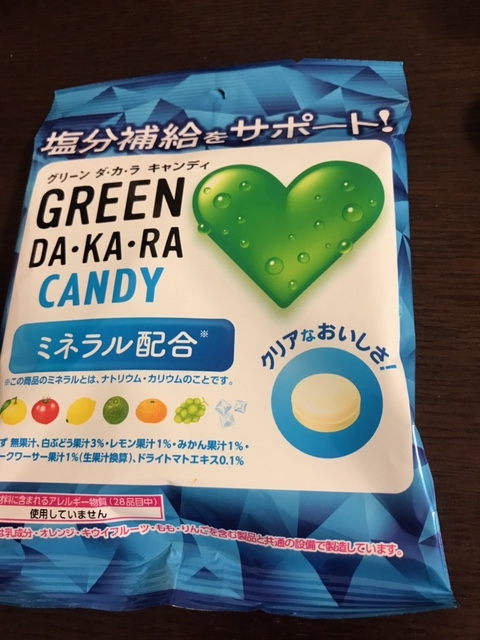 塩分補給をサポート!
グリーン ダ・カ・ラ キャンディ
GREEN
DA・KA・RA
CANDY
ミネラル配合※
※この商品のミネラルとは、ナトリウム・カリウムのことです。
クリアなおいしさ!
ず 無果汁、白ぶどう果汁3%・レモン果汁1%・みかん果汁1%・
ークワーサー果汁1%(生果汁換算)、ドライトマトエキス0.1%
材料に含まれるアレルギー物質(28品目中)
使用していません
は乳成分・オレンジ・キウイフルーツ・もも・りんごを含む製品と共通の設備で製造しています。